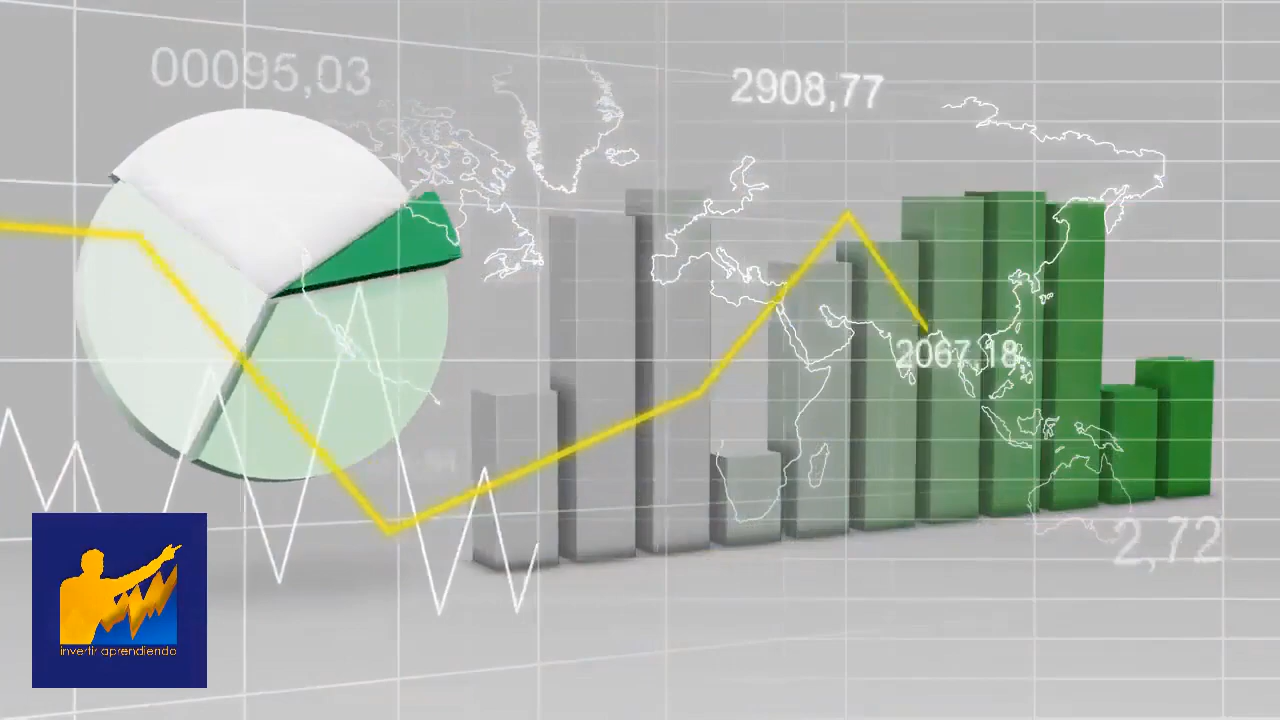 00095,03
2908,77
2067,18
2,72
invertir aprendiendo